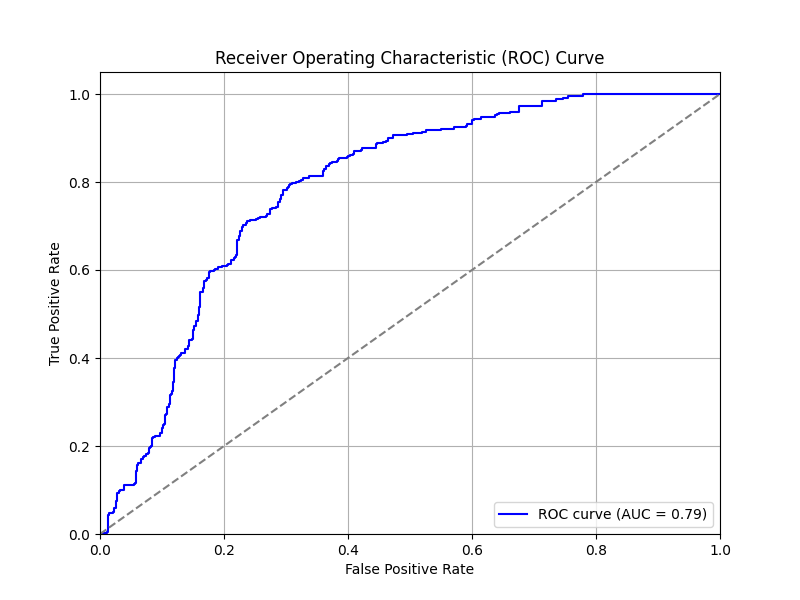 Receiver Operating Characteristic (ROC) Curve
True Positive Rate
1.0
0.8
0.6
0.4
0.2
0.0
ROC curve (AUC = 0.79)
0.0 0.2 0.4 0.6 0.8 1.0
False Positive Rate